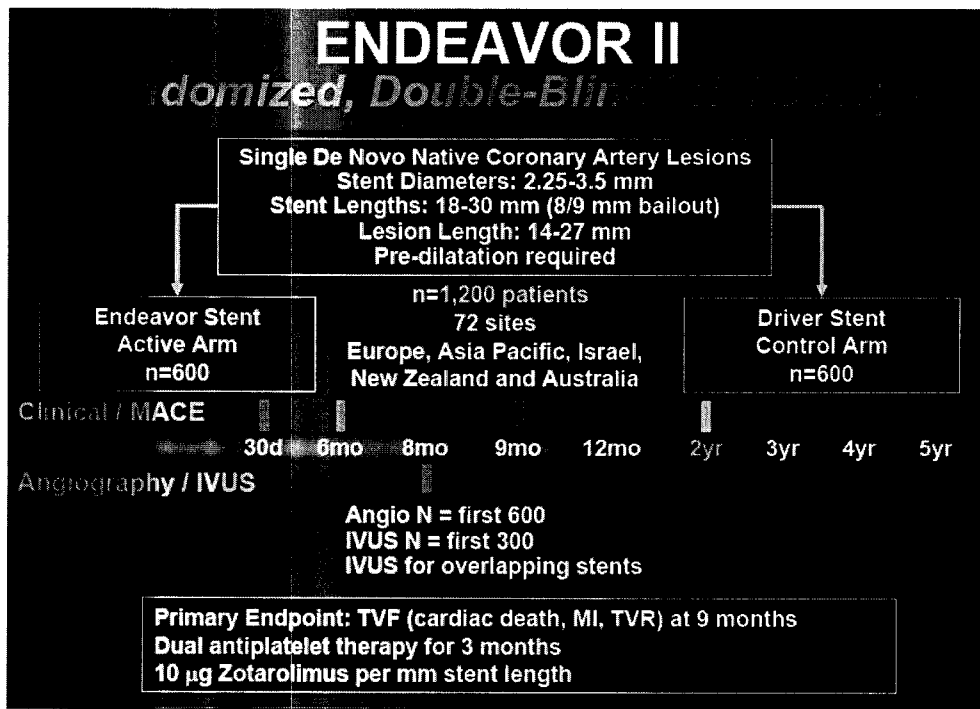 ENDEAVOR II
domized, Double-Blin
Single De Novo Native Coronary Artery Lesions
Stent Diameters: 2.25-3.5 mm
Stent Lengths: 18-30 mm (8/9 mm bailout)
Lesion Length: 14-27 mm
Pre-dilatation required
Endeavor Stent
Active Arm
n=600
n=1,200 patients
72 sites
Europe, Asia Pacific, Israel,
New Zealand and Australia
Driver Stent
Control Arm
n=600
Clinical / MACE
30d 6mo 8mo 9mo 12mo 2yr 3yr 4yr 5yr
Angiography / IVUS
Angio N = first 600
IVUS N = first 300
IVUS for overlapping stents
Primary Endpoint: TVF (cardiac death, MI, TVR) at 9 months
Dual antiplatelet therapy for 3 months
10 μg Zotarolimus per mm stent length